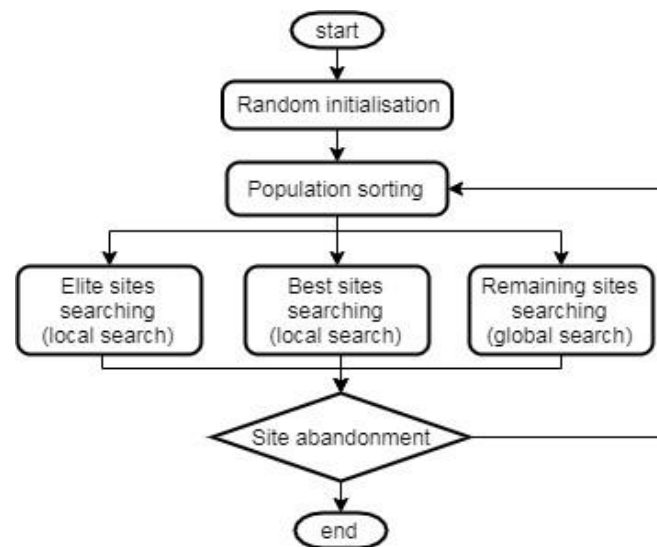 start
Random initialisation
Population sorting
Elite sites
searching
(local search)
Best sites
searching
(local search)
Remaining sites
searching
(global search)
Site abandonment
end